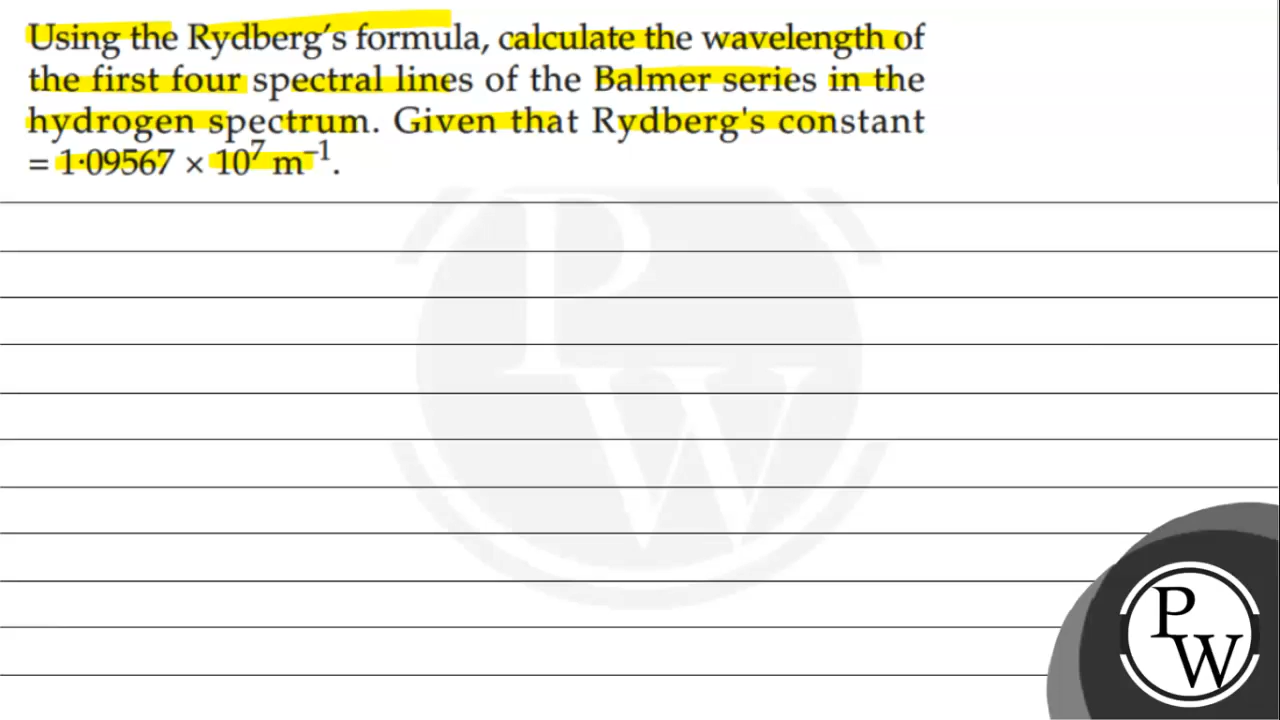 Using the Rydberg's formula, calculate the wavelength of
the first four spectral lines of the Balmer series in the
hydrogen spectrum. Given that Rydberg's constant
= 1·09567 × 10⁷ m⁻¹.
P
W
P
W